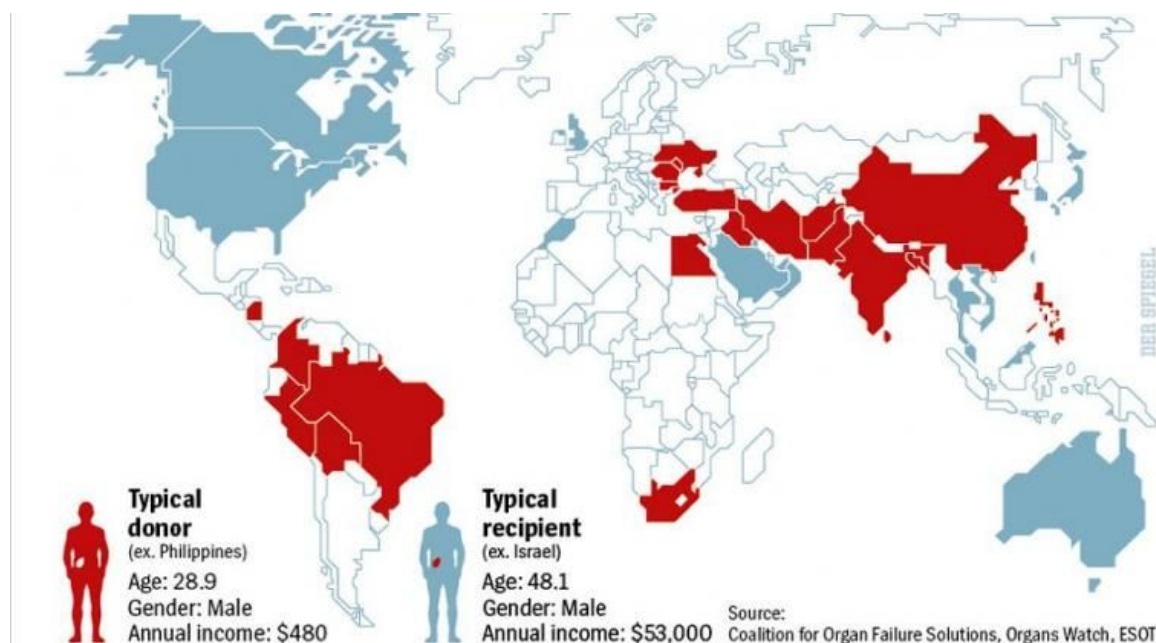 DER SPIEGEL
Typical
donor
(ex. Philippines)
Age: 28.9
Gender: Male
Annual income: $480
Typical
recipient
(ex. Israel)
Age: 48.1
Gender: Male
Annual income: $53,000
Source:
Coalition for Organ Failure Solutions, Organs Watch, ESOT